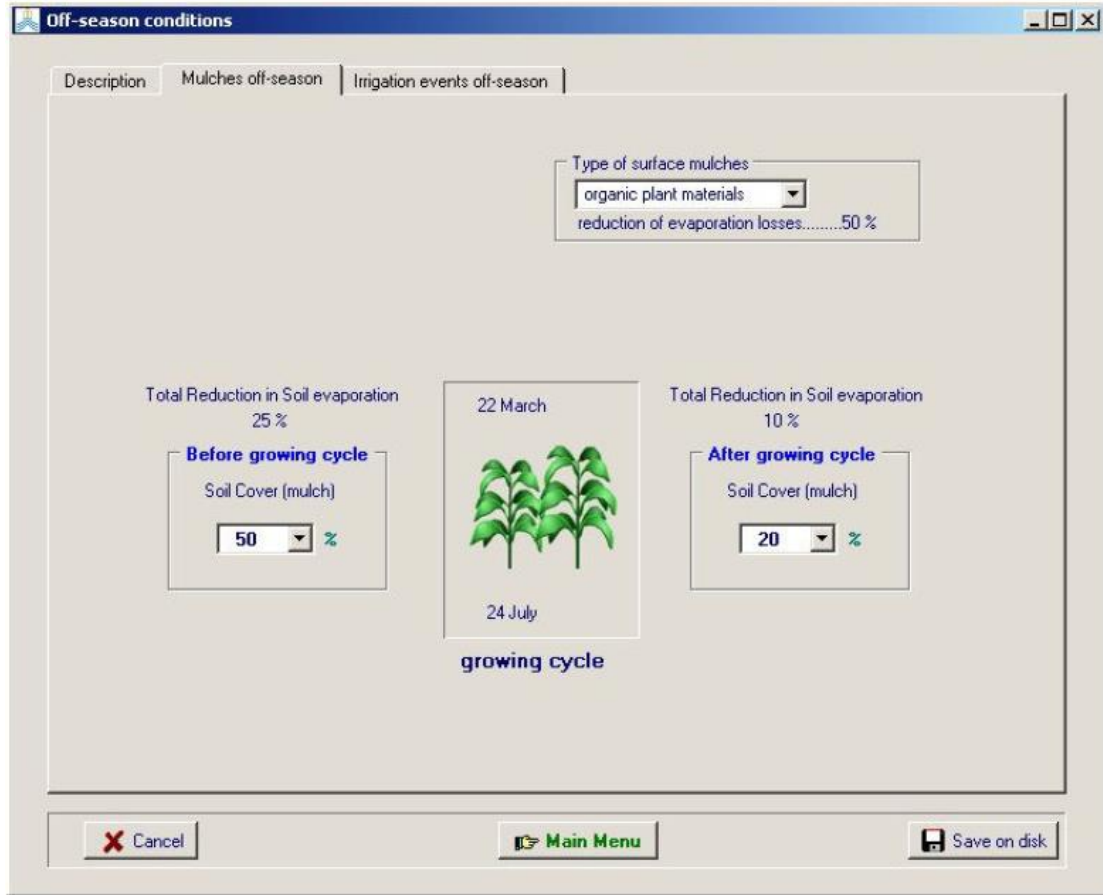 Off-season conditions
Description
Mulches off-season
Irrigation events off-season
Type of surface mulches
organic plant materials
reduction of evaporation losses.........50 %
Total Reduction in Soil evaporation
25 %
Before growing cycle
Soil Cover (mulch)
50 %
22 March
24 July
growing cycle
Total Reduction in Soil evaporation
10 %
After growing cycle
Soil Cover (mulch)
20 %
Cancel
Main Menu
Save on disk